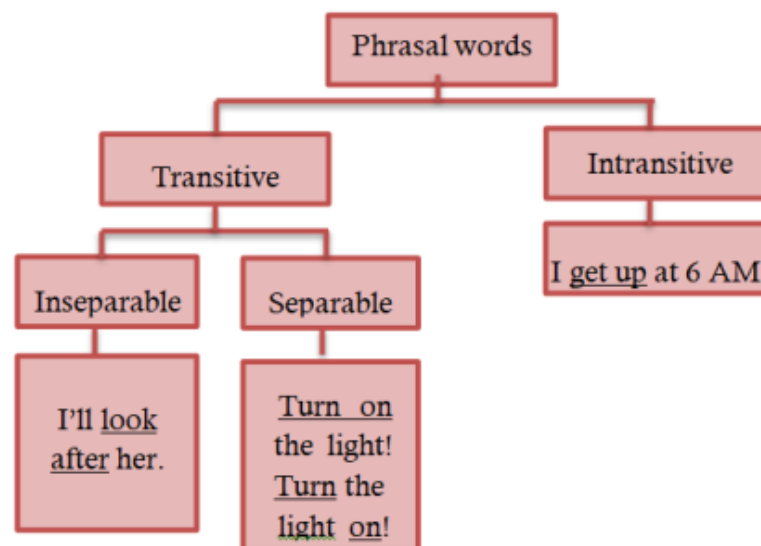 Phrasal words
Transitive
Intransitive
I get up at 6 AM
Inseparable
Separable
I'll look
after her.
Turn on
the light!
Turn the
light on!